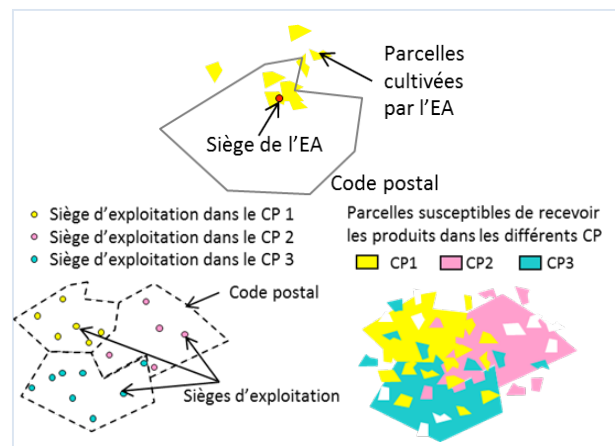 Parcelles
cultivées
par l'EA
Siège de l'EA
Code postal
Siège d'exploitation dans le CP 1
Siège d'exploitation dans le CP 2
Siège d'exploitation dans le CP 3
Parcelles susceptibles de recevoir
les produits dans les différents CP
CP1 CP2 CP3
Code postal
Sièges d'exploitation